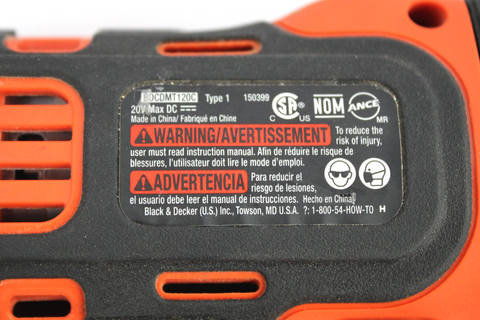 BDCDMT120C Type 1 150399
20V Max DC
Made in China/ Fabriqué en Chine
SA
C US
NOM
ANCE
MR
WARNING/AVERTISSEMENT To reduce the
risk of injury,
user must read instruction manual. Afin de réduire le risque de
blessures, l'utilisateur doit lire le mode d'emploi.
ADVERTENCIA Para reducir el
riesgo de lesiones,
el usuario debe leer el manual de instrucciones. Hecho en China
Black & Decker (U.S.) Inc., Towson, MD U.S.A. ?: 1-800-54-HOW-TO H